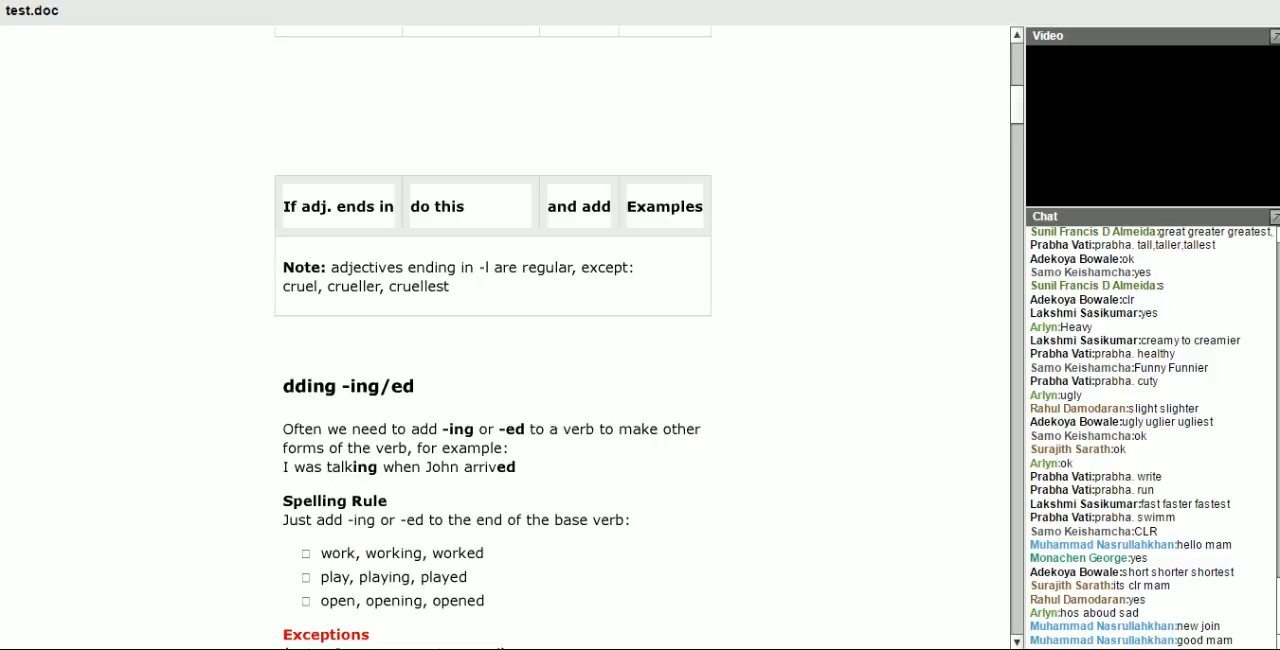 test.doc
If adj. ends in do this and add Examples
Note: adjectives ending in -l are regular, except:
cruel, crueller, cruellest
dding -ing/ed
Often we need to add -ing or -ed to a verb to make other
forms of the verb, for example:
I was talking when John arrived
Spelling Rule
Just add -ing or -ed to the end of the base verb:
work, working, worked
play, playing, played
open, opening, opened
Exceptions
Video
Chat
Sunil Francis D Almeida:great greater greatest,
Prabha Vati:prabha. tall,taller,tallest
Adekoya Bowale:ok
Samo Keishamcha:yes
Sunil Francis D Almeida:s
Adekoya Bowale:clr
Lakshmi Sasikumar:yes
Arlyn:Heavy
Lakshmi Sasikumar:creamy to creamier
Prabha Vati:prabha. healthy
Samo Keishamcha:Funny Funnier
Prabha Vati:prabha. cuty
Arlyn:ugly
Rahul Damodaran:slight slighter
Adekoya Bowale:ugly uglier ugliest
Samo Keishamcha:ok
Surajith Sarath:ok
Arlyn:ok
Prabha Vati:prabha. write
Prabha Vati:prabha. run
Lakshmi Sasikumar:fast faster fastest
Prabha Vati:prabha. swimm
Samo Keishamcha:CLR
Muhammad Nasrullahkhan:hello mam
Monachen George:yes
Adekoya Bowale:short shorter shortest
Surajith Sarath:its clr mam
Rahul Damodaran:yes
Arlyn:hos aboud sad
Muhammad Nasrullahkhan:new join
Muhammad Nasrullahkhan:good mam